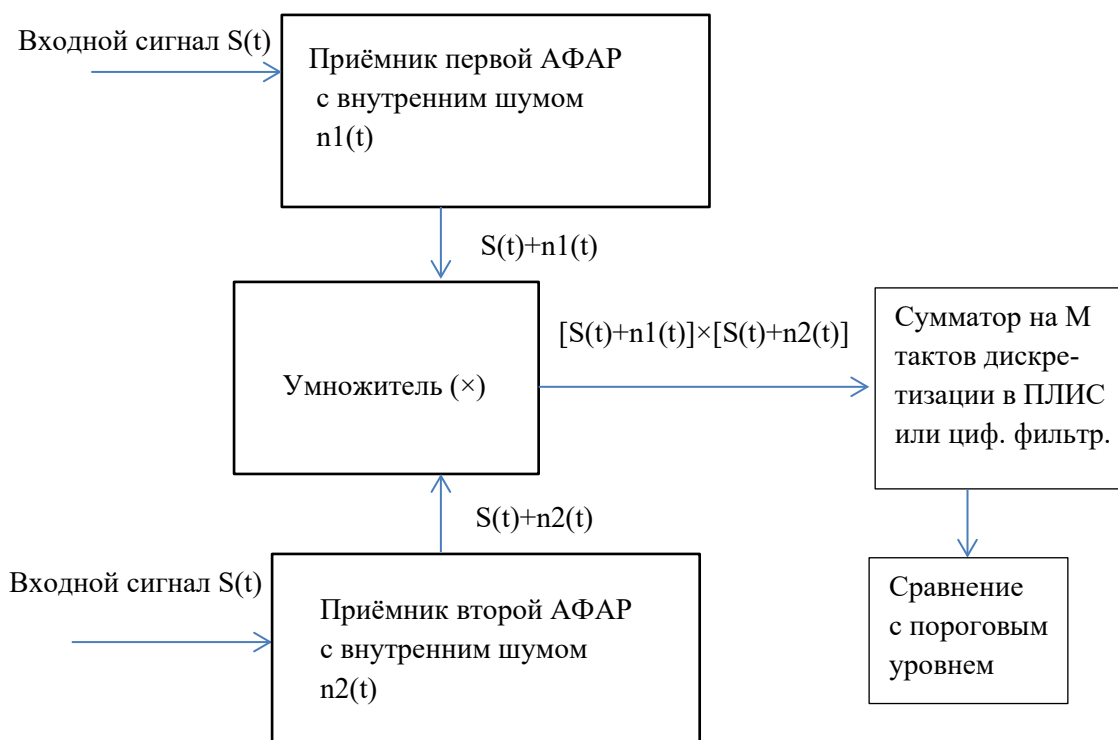 Входной сигнал S(t)
Приёмник первой АФАР
с внутренним шумом
n1(t)
S(t)+n1(t)
Умножитель (×)
[S(t)+n1(t)]×[S(t)+n2(t)]
Сумматор на М
тактов дискре-
тизации в ПЛИС
или циф. фильтр.
S(t)+n2(t)
Входной сигнал S(t)
Приёмник второй АФАР
с внутренним шумом
n2(t)
Сравнение
с пороговым
уровнем